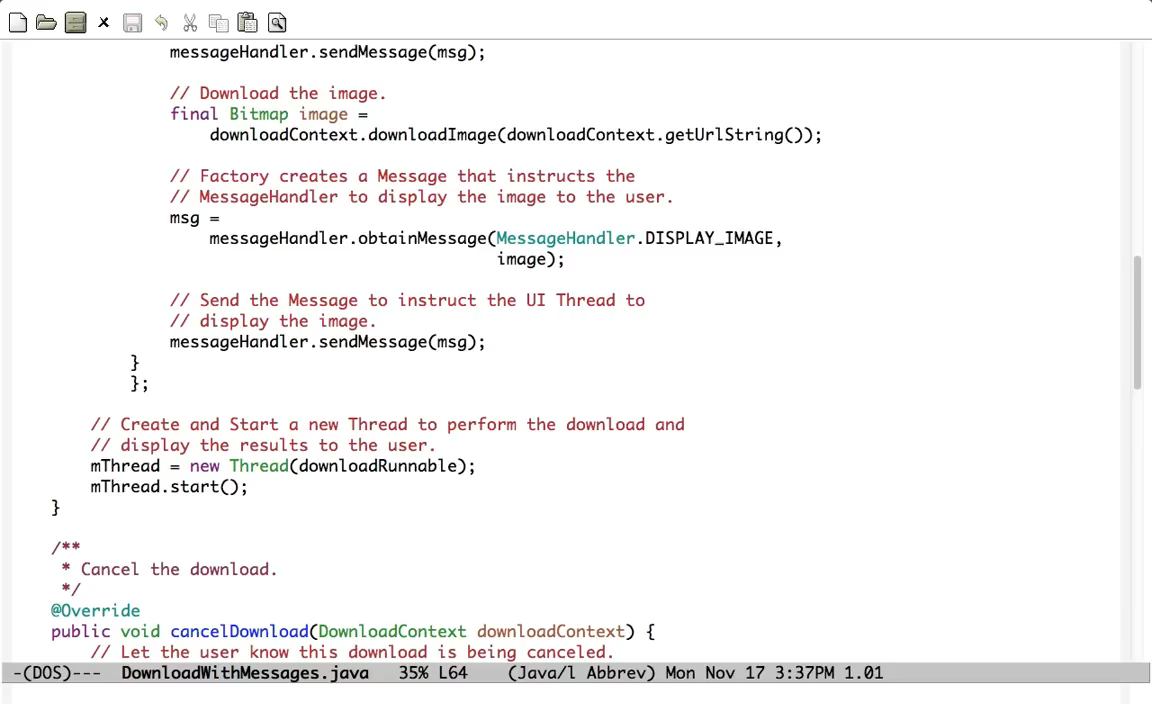 messageHandler.sendMessage(msg);
// Download the image.
final Bitmap image =
downloadContext.downloadImage(downloadContext.getUrlString());
// Factory creates a Message that instructs the
// MessageHandler to display the image to the user.
msg =
messageHandler.obtainMessage(MessageHandler.DISPLAY_IMAGE,
image);
// Send the Message to instruct the UI Thread to
// display the image.
messageHandler.sendMessage(msg);
}
};
// Create and Start a new Thread to perform the download and
// display the results to the user.
mThread = new Thread(downloadRunnable);
mThread.start();
}
/**
* Cancel the download.
*/
@Override
public void cancelDownload(DownloadContext downloadContext) {
// Let the user know this download is being canceled.
-(DOS)--- DownloadWithMessages.java 35% L64 (Java/l Abbrev) Mon Nov 17 3:37PM 1.01